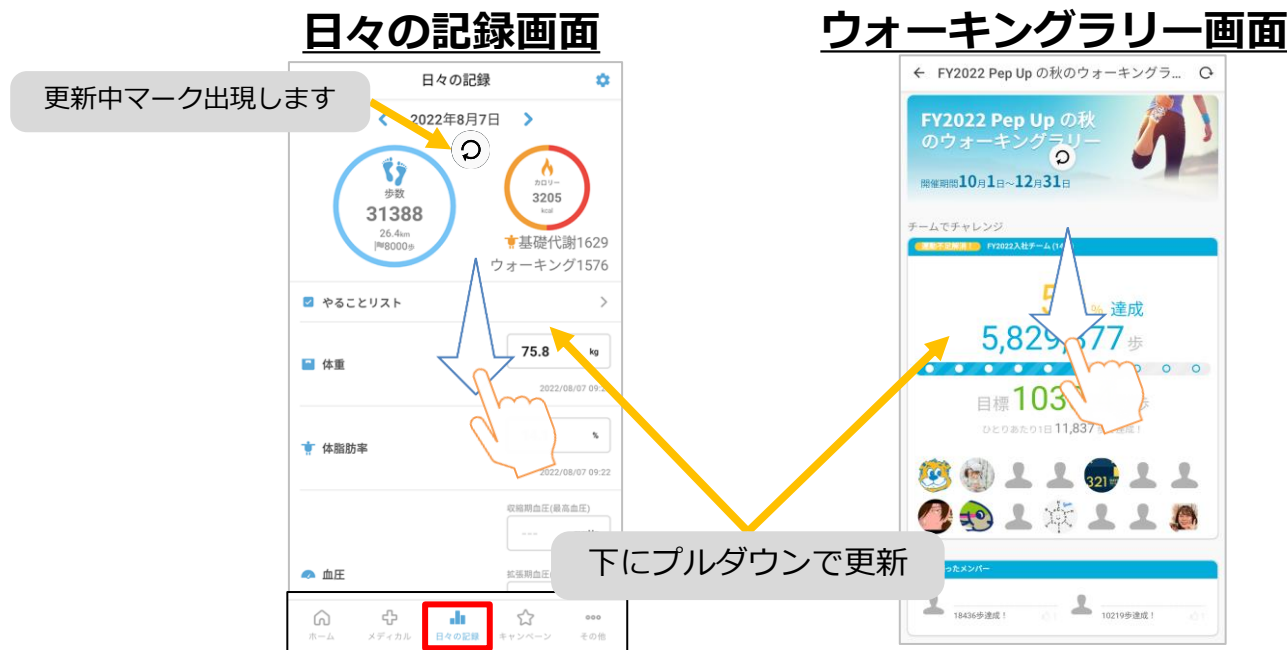 日々の記録画面
ウォーキングラリー画面
更新中マーク出現します
日々の記録
2022年8月7日
歩数
31388
26.4km
8000歩
カロリー
3205
kcal
基礎代謝1629
ウォーキング1576
やることリスト
体重
75.8 kg
2022/08/07 09:2
体脂肪率
%
2022/08/07 09:22
収縮期血圧(最高血圧)
---
血圧
拡張期血圧
ホーム
メディカル
日々の記録
キャンペーン
その他
下にプルダウンで更新
FY2022 Pep Up の秋のウォーキングラ...
FY2022 Pep Up の秋
のウォーキングラリー
開催期間10月1日~12月31日
チームでチャレンジ
運動不足解消! FY2022入社チーム(14
5 % 達成
5,829, 77 歩
目標 103 歩
ひとりあたり1日 11,837 達成!
321
ったメンバー
18436歩達成!
10219歩達成!